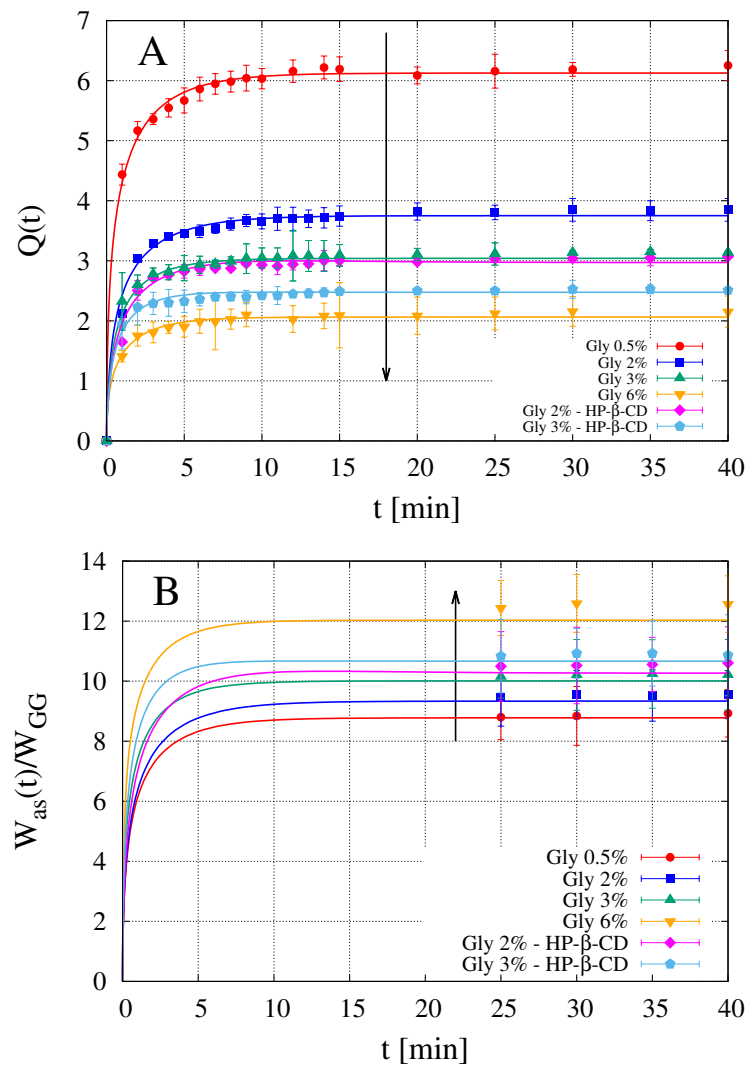 A
7
6
5
4
3
2
1
0
Q(t)
Gly 0.5%
Gly 2%
Gly 3%
Gly 6%
Gly 2% - HP-β-CD
Gly 3% - HP-β-CD
0 5 10 15 20 25 30 35 40
t [min]
B
14
12
10
8
6
4
2
0
W_as(t)/W_GG
Gly 0.5%
Gly 2%
Gly 3%
Gly 6%
Gly 2% - HP-β-CD
Gly 3% - HP-β-CD
0 5 10 15 20 25 30 35 40
t [min]